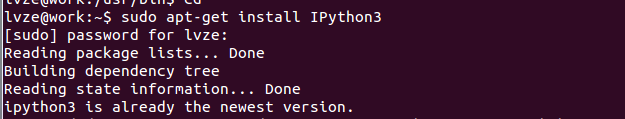 lvze@work:/usr/bin$ cd
lvze@work:~$ sudo apt-get install IPython3
[sudo] password for lvze:
Reading package lists... Done
Building dependency tree
Reading state information... Done
ipython3 is already the newest version.